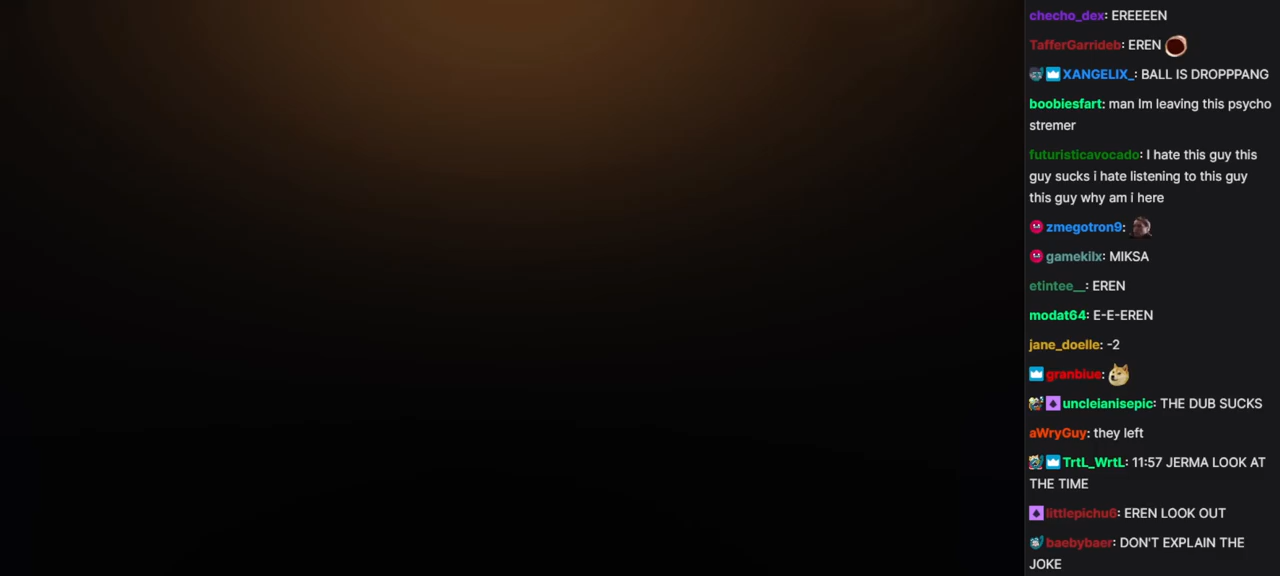 checho_dex: EREEEEN
TafferGarrideb: EREN
XANGELIX_: BALL IS DROPPPANG
boobiesfart: man Im leaving this psycho
stremer
futuristicavocado: I hate this guy this
guy sucks i hate listening to this guy
this guy why am i here
zmegotron9:
gamekilx: MIKSA
etintee__: EREN
modat64: E-E-EREN
jane_doelle: -2
granblue:
uncleianisepic: THE DUB SUCKS
aWryGuy: they left
TrtL_WrtL: 11:57 JERMA LOOK AT
THE TIME
littlepichu6: EREN LOOK OUT
baebybaer: DON'T EXPLAIN THE
JOKE